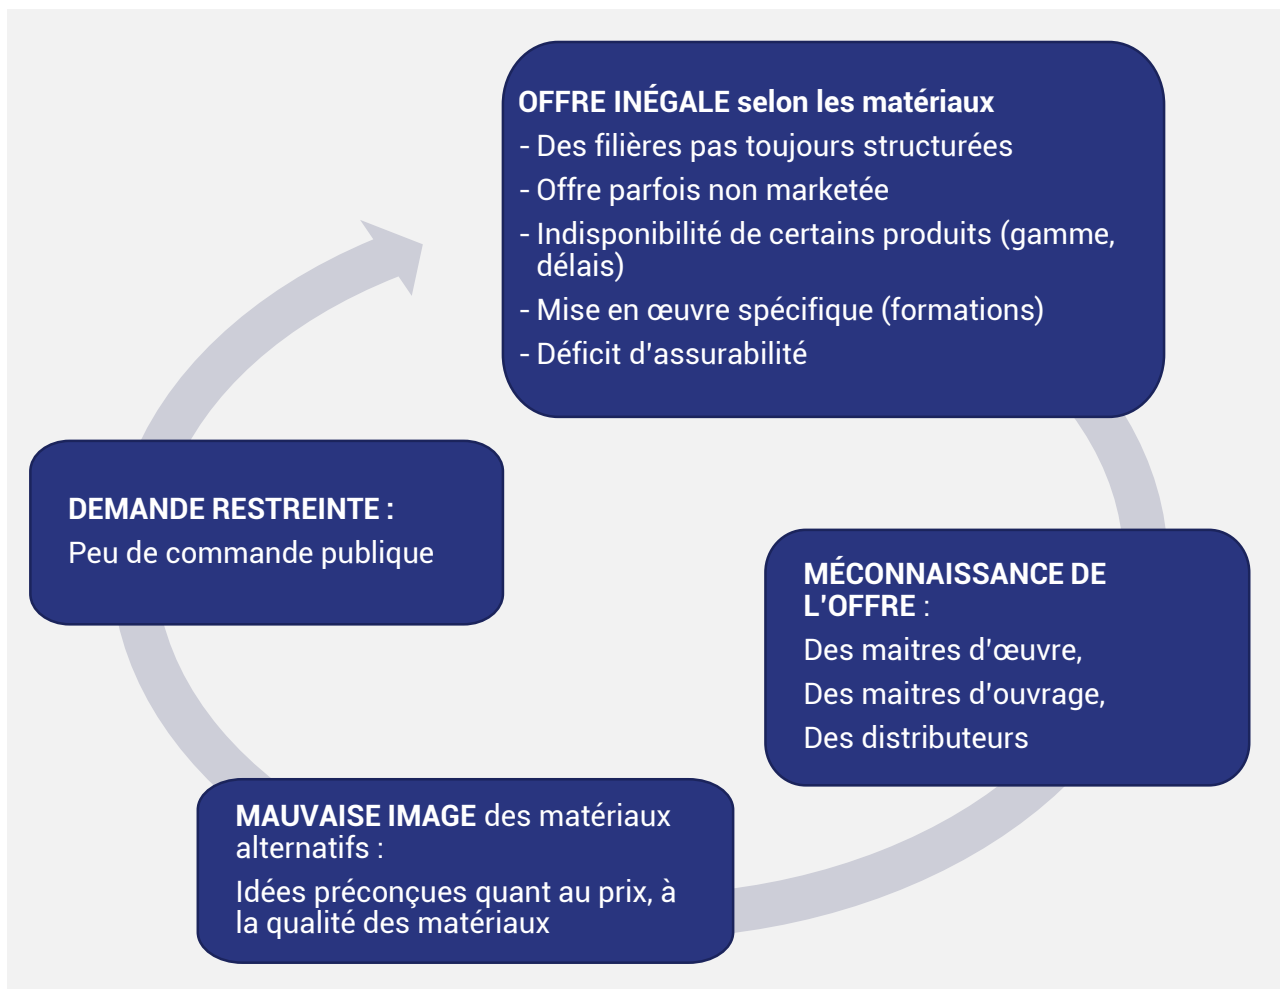 OFFRE INÉGALE selon les matériaux
- Des filières pas toujours structurées
- Offre parfois non marketée
- Indisponibilité de certains produits (gamme,
délais)
- Mise en œuvre spécifique (formations)
- Déficit d'assurabilité
MÉCONNAISSANCE DE
L'OFFRE :
Des maitres d'œuvre,
Des maitres d'ouvrage,
Des distributeurs
MAUVAISE IMAGE des matériaux
alternatifs :
Idées préconçues quant au prix, à
la qualité des matériaux
DEMANDE RESTREINTE :
Peu de commande publique